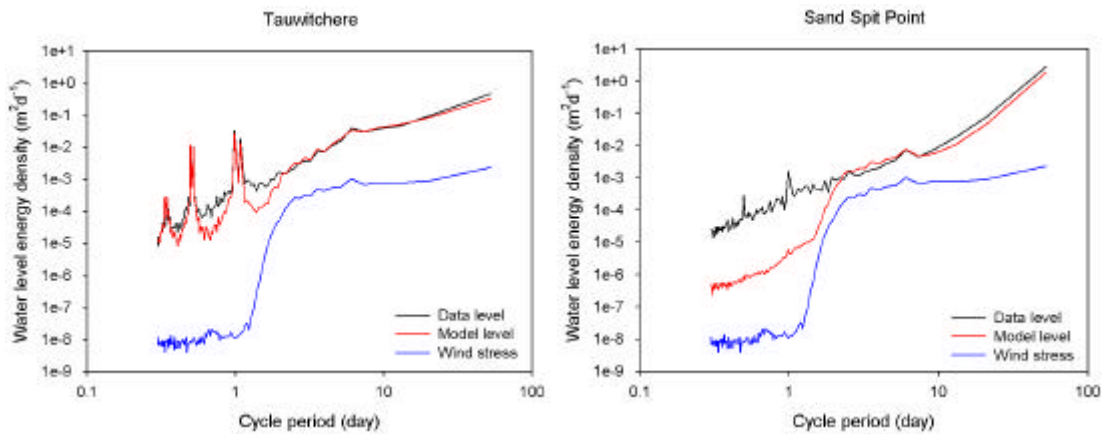 Tauwitchere
Water level energy density (m²d⁻¹)
1e+1
1e+0
1e-1
1e-2
1e-3
1e-4
1e-5
1e-6
1e-7
1e-8
1e-9
Data level
Model level
Wind stress
0.1 1 10 100
Cycle period (day)
Sand Spit Point
Water level energy density (m²d⁻¹)
1e+1
1e+0
1e-1
1e-2
1e-3
1e-4
1e-5
1e-6
1e-7
1e-8
1e-9
Data level
Model level
Wind stress
0.1 1 10 100
Cycle period (day)